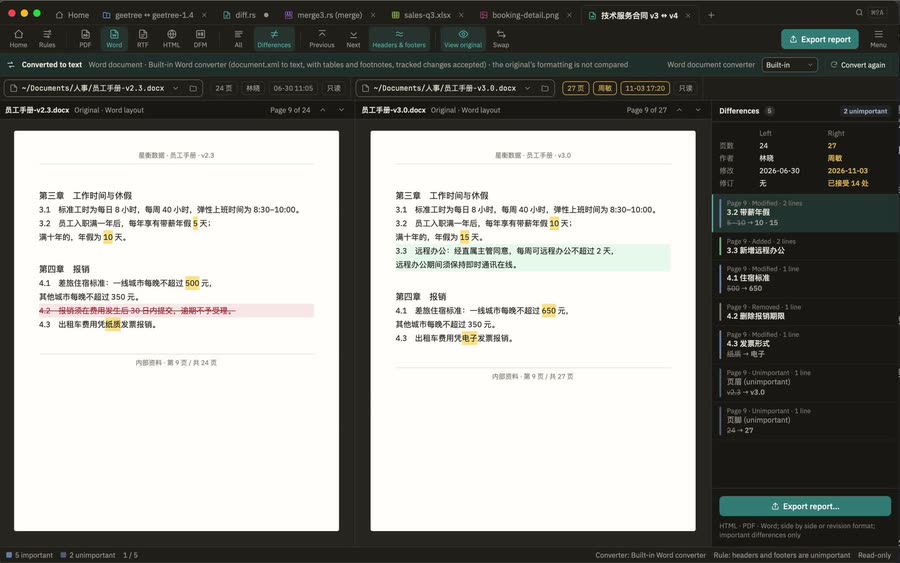 Home
geetree ↔ geetree-1.4
diff.rs
merge3.rs (merge)
sales-q3.xlsx
booking-detail.png
技术服务合同 v3 ↔ v4
Home
Rules
PDF
Word
RTF
HTML
DFM
All
Differences
Previous
Next
Headers & footers
View original
Swap
Export report
Menu
Converted to text
Word document · Built-in Word converter (document.xml to text, with tables and footnotes, tracked changes accepted) · the original's formatting is not compared
Word document converter
Built-in
Convert again
~/Documents/人事/员工手册-v2.3.docx
24 页
林晓
06-30 11:05
只读
~/Documents/人事/员工手册-v3.0.docx
27 页
周敏
11-03 17:20
只读
员工手册-v2.3.docx Original · Word layout
Page 9 of 24
星衡数据 · 员工手册 · v2.3
第三章 工作时间与休假
3.1 标准工时为每日 8 小时，每周 40 小时，弹性上班时间为 8:30–10:00。
3.2 员工入职满一年后，每年享有带薪年假 5 天；
满十年的，年假为 10 天。
第四章 报销
4.1 差旅住宿标准：一线城市每晚不超过 500 元，
其他城市每晚不超过 350 元。
4.2 报销须在费用发生后 30 日内提交，逾期不予受理。
4.3 出租车费用凭纸质发票报销。
内部资料 · 第 9 页 / 共 24 页
员工手册-v3.0.docx Original · Word layout
Page 9 of 27
星衡数据 · 员工手册 · v3.0
第三章 工作时间与休假
3.1 标准工时为每日 8 小时，每周 40 小时，弹性上班时间为 8:30–10:00。
3.2 员工入职满一年后，每年享有带薪年假 10 天；
满十年的，年假为 15 天。
3.3 远程办公：经直属主管同意，每周可远程办公不超过 2 天，
远程办公期间须保持即时通讯在线。
第四章 报销
4.1 差旅住宿标准：一线城市每晚不超过 650 元，
其他城市每晚不超过 350 元。
4.3 出租车费用凭电子发票报销。
内部资料 · 第 9 页 / 共 27 页
Differences 5
2 unimportant
Left Right
页数 24 27
作者 林晓 周敏
修改 2026-06-30 2026-11-03
修订 无 已接受 14 处
Page 9 · Modified · 2 lines
3.2 带薪年假
5 · 10 → 10 · 15
Page 9 · Added · 2 lines
3.3 新增远程办公
Page 9 · Modified · 1 line
4.1 住宿标准
500 → 650
Page 9 · Removed · 1 line
4.2 删除报销期限
Page 9 · Modified · 1 line
4.3 发票形式
纸质 → 电子
Page 9 · Unimportant · 1 line
页眉 (unimportant)
v2.3 → v3.0
Page 9 · Unimportant · 1 line
页脚 (unimportant)
24 → 27
Export report...
HTML · PDF · Word; side by side or revision format;
important differences only
5 important
2 unimportant
1 / 5
Converter: Built-in Word converter
Rule: headers and footers are unimportant
Read-only